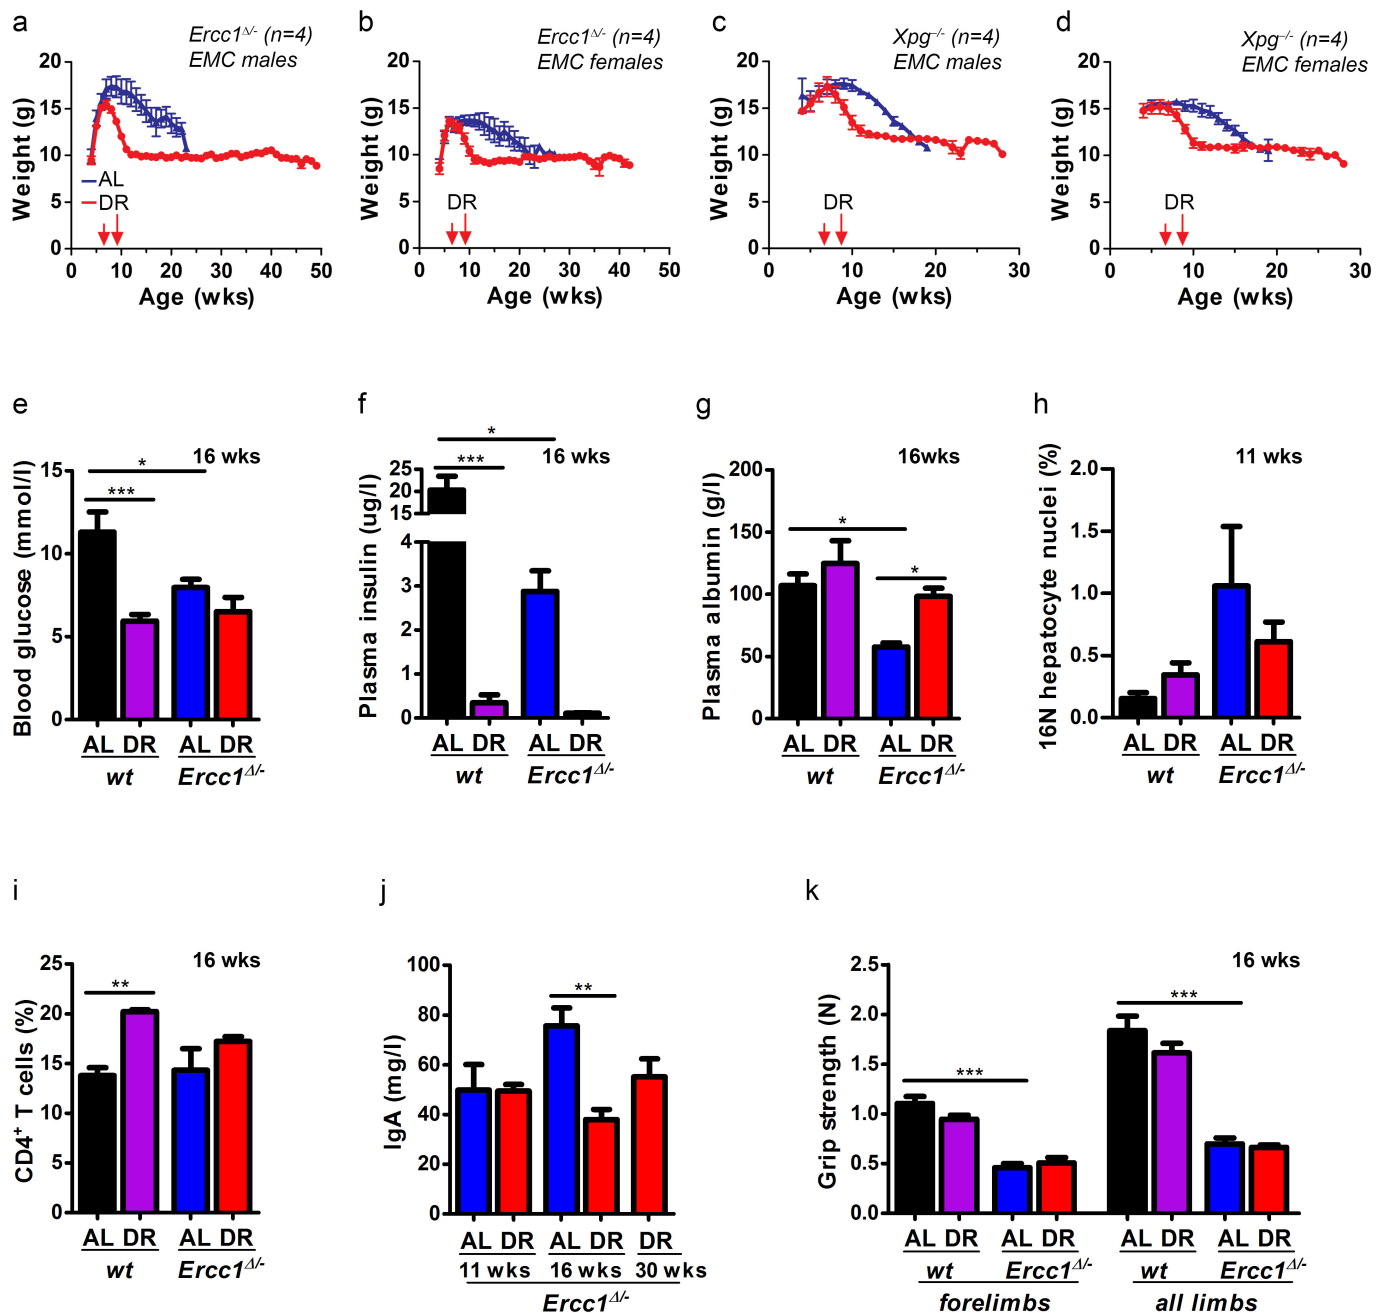 a
Ercc1Δ/- (n=4)
EMC males
Weight (g)
20
15
10
5
0
AL
DR
0 10 20 30 40 50
Age (wks)
b
Ercc1Δ/- (n=4)
EMC females
Weight (g)
20
15
10
5
0
DR
0 10 20 30 40 50
Age (wks)
c
Xpg–/– (n=4)
EMC males
Weight (g)
20
15
10
5
0
DR
0 10 20 30
Age (wks)
d
Xpg–/– (n=4)
EMC females
Weight (g)
20
15
10
5
0
DR
0 10 20 30
Age (wks)
e
16 wks
Blood glucose (mmol/l)
15
10
5
0
*
***
AL DR AL DR
wt Ercc1Δ/-
f
16 wks
Plasma insulin (ug/l)
25
20
15
4
3
2
1
0
*
***
AL DR AL DR
wt Ercc1Δ/-
g
16wks
Plasma albumin (g/l)
200
150
100
50
0
*
*
AL DR AL DR
wt Ercc1Δ/-
h
11 wks
16N hepatocyte nuclei (%)
2.0
1.5
1.0
0.5
0.0
AL DR AL DR
wt Ercc1Δ/-
i
16 wks
CD4+ T cells (%)
25
20
15
10
5
0
**
AL DR AL DR
wt Ercc1Δ/-
j
IgA (mg/l)
100
80
60
40
20
0
**
AL DR AL DR DR
11 wks 16 wks 30 wks
Ercc1Δ/-
k
16 wks
Grip strength (N)
2.5
2.0
1.5
1.0
0.5
0.0
***
***
AL DR AL DR AL DR AL DR
wt Ercc1Δ/- wt Ercc1Δ/-
forelimbs all limbs